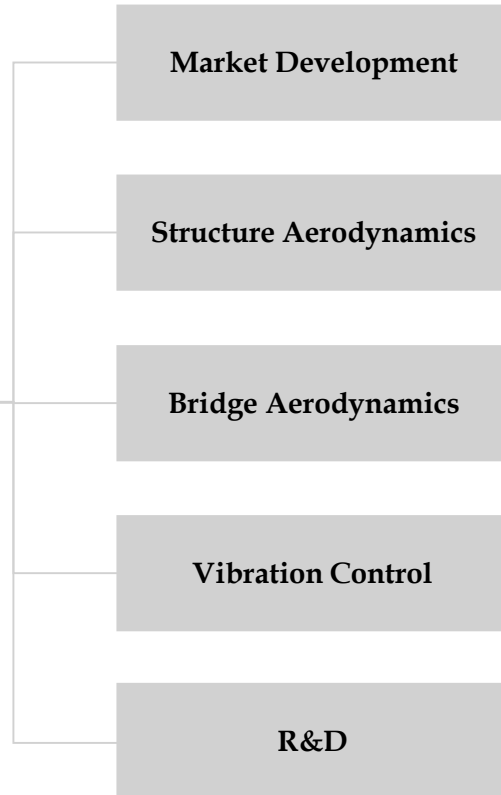 Market Development
Structure Aerodynamics
Bridge Aerodynamics
Vibration Control
R&D